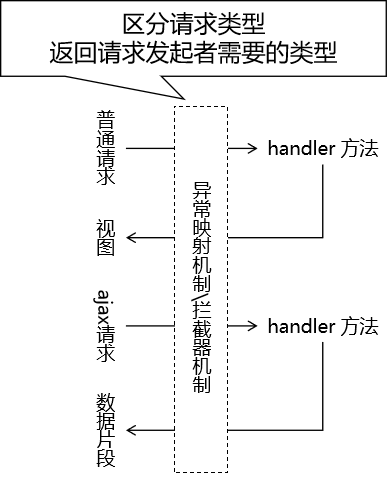 区分请求类型
返回请求发起者需要的类型
普通请求
handler 方法
视图
异常映射机制\拦截器机制
ajax请求
handler 方法
数据片段